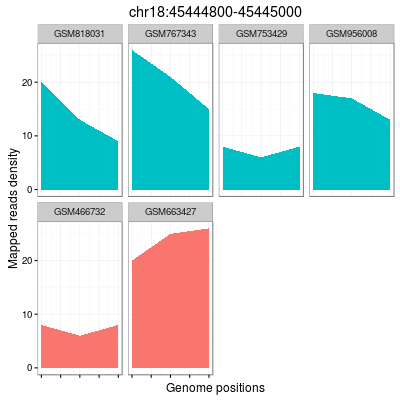 chr18:45444800-45445000
GSM818031 GSM767343 GSM753429 GSM956008
20
10
0
GSM466732 GSM663427
20
10
0
Mapped reads density
Genome positions